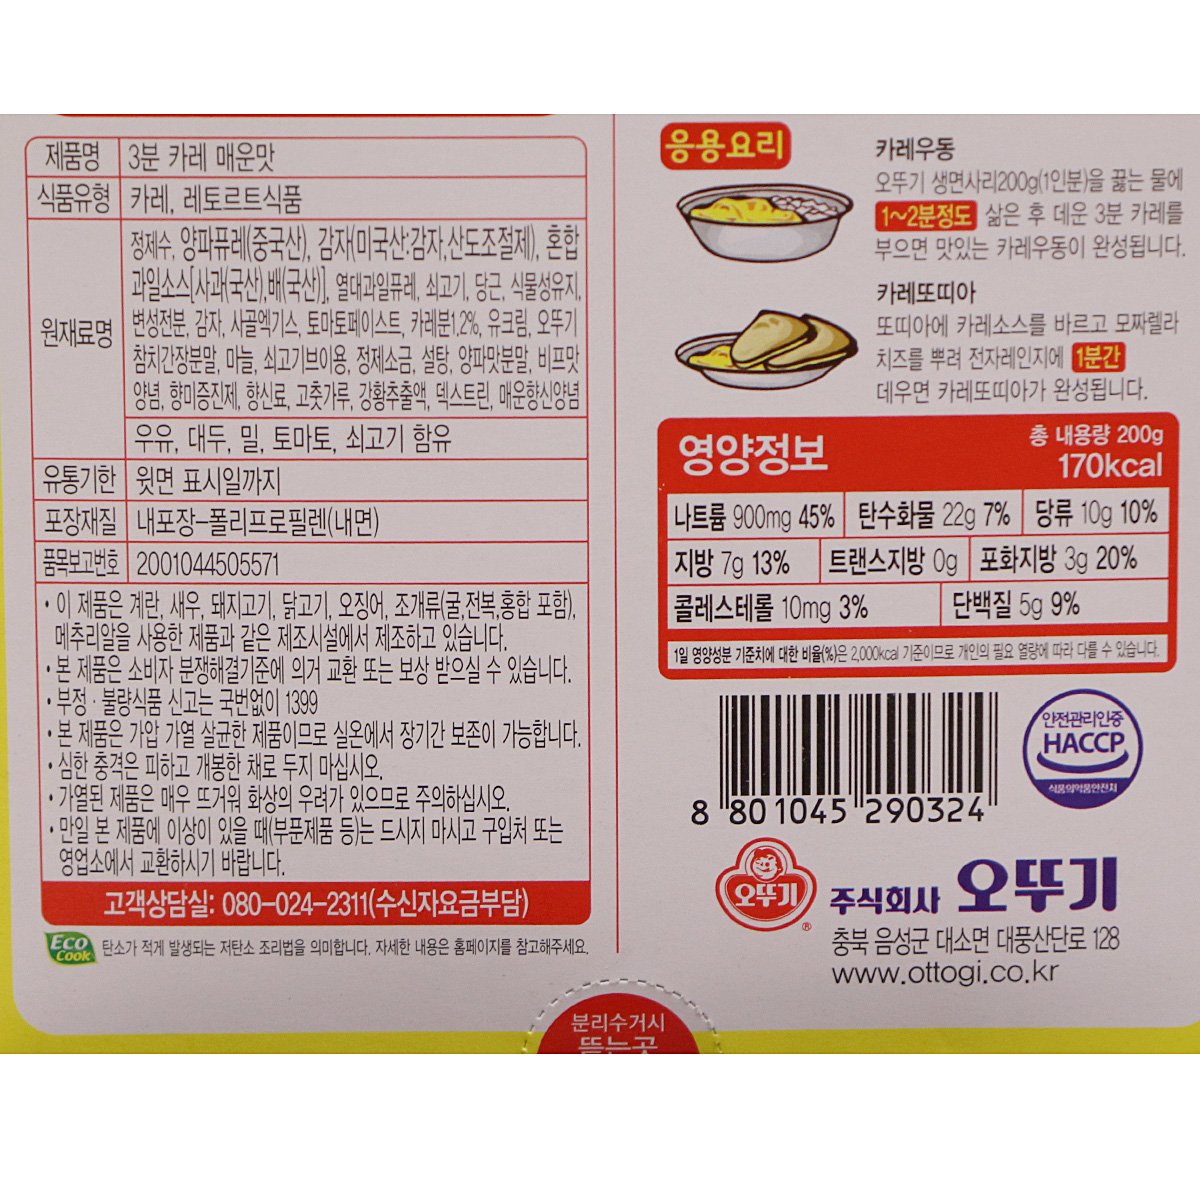 제품명 3분 카레 매운맛
식품유형 카레, 레토르트식품
원재료명
정제수, 양파퓨레(중국산), 감자(미국산:감자,산도조절제), 혼합
과일소스[사과(국산),배(국산)], 열대과일퓨레, 쇠고기, 당근, 식물성유지,
변성전분, 감자, 사골엑기스, 토마토페이스트, 카레분1.2%, 유크림, 오뚜기
참치간장분말, 마늘, 쇠고기브이용, 정제소금, 설탕, 양파맛분말, 비프맛
양념, 향미증진제, 향신료, 고춧가루, 강황추출액, 덱스트린, 매운향신양념
우유, 대두, 밀, 토마토, 쇠고기 함유
유통기한 윗면 표시일까지
포장재질 내포장-폴리프로필렌(내면)
품목보고번호 2001044505571
• 이 제품은 계란, 새우, 돼지고기, 닭고기, 오징어, 조개류(굴,전복,홍합 포함),
메추리알을 사용한 제품과 같은 제조시설에서 제조하고 있습니다.
• 본 제품은 소비자 분쟁해결기준에 의거 교환 또는 보상 받으실 수 있습니다.
• 부정 · 불량식품 신고는 국번없이 1399
• 본 제품은 가압 가열 살균한 제품이므로 실온에서 장기간 보존이 가능합니다.
• 심한 충격은 피하고 개봉한 채로 두지 마십시오.
• 가열된 제품은 매우 뜨거워 화상의 우려가 있으므로 주의하십시오.
• 만일 본 제품에 이상이 있을 때(부푼제품 등)는 드시지 마시고 구입처 또는
영업소에서 교환하시기 바랍니다.
고객상담실: 080-024-2311(수신자요금부담)
Eco Cook 탄소가 적게 발생되는 저탄소 조리법을 의미합니다. 자세한 내용은 홈페이지를 참고해주세요.
응용요리
카레우동
오뚜기 생면사리200g(1인분)을 끓는 물에
1~2분정도 삶은 후 데운 3분 카레를
부으면 맛있는 카레우동이 완성됩니다.
카레또띠아
또띠아에 카레소스를 바르고 모짜렐라
치즈를 뿌려 전자레인지에 1분간
데우면 카레또띠아가 완성됩니다.
영양정보
총 내용량 200g
170kcal
나트륨 900mg 45% 탄수화물 22g 7% 당류 10g 10%
지방 7g 13% 트랜스지방 0g 포화지방 3g 20%
콜레스테롤 10mg 3% 단백질 5g 9%
1일 영양성분 기준치에 대한 비율(%)은 2,000kcal 기준이므로 개인의 필요 열량에 따라 다를 수 있습니다.
8 801045 290324
안전관리인증
HACCP
식품의약품안전처
오뚜기
®
주식회사 오뚜기
충북 음성군 대소면 대풍산단로 128
www.ottogi.co.kr
분리수거시
뜯는곳